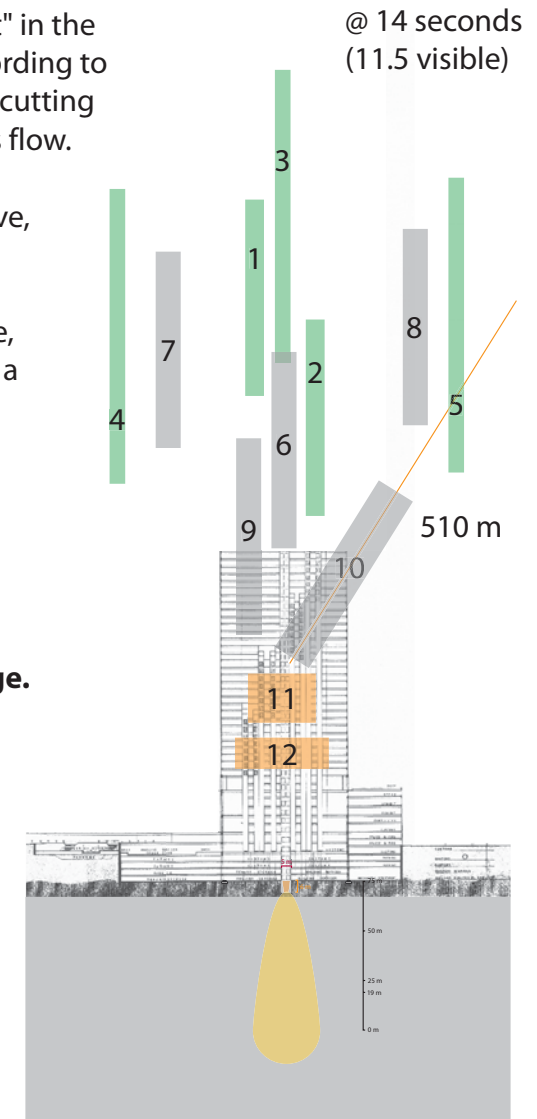 t" in the
ording to
cutting
s flow.
ve,
e,
a
ge.
@ 14 seconds
(11.5 visible)
3
1
7
8
2
4
5
6
9
510 m
10
11
12
50 m
25 m
19 m
0 m